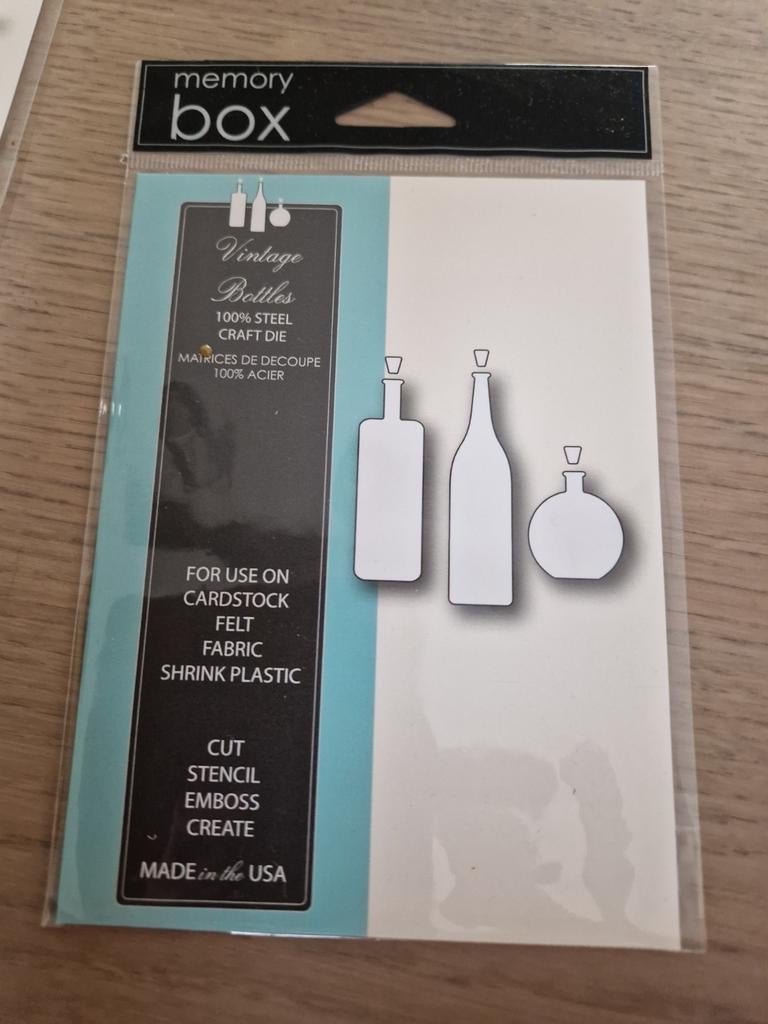 memory
box
Vintage
Bottles
100% STEEL
CRAFT DIE
MATRICES DE DECOUPE
100% ACIER
FOR USE ON
CARDSTOCK
FELT
FABRIC
SHRINK PLASTIC
CUT
STENCIL
EMBOSS
CREATE
MADE in the USA